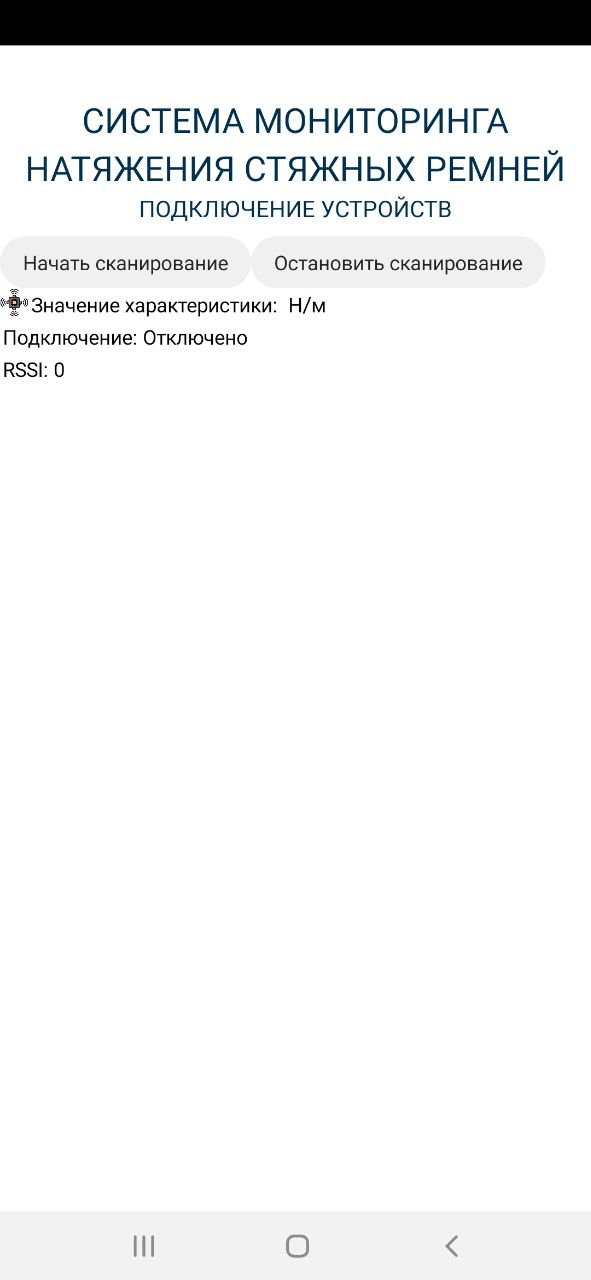 СИСТЕМА МОНИТОРИНГА
НАТЯЖЕНИЯ СТЯЖНЫХ РЕМНЕЙ
ПОДКЛЮЧЕНИЕ УСТРОЙСТВ
Начать сканирование Остановить сканирование
Значение характеристики: Н/м
Подключение: Отключено
RSSI: 0